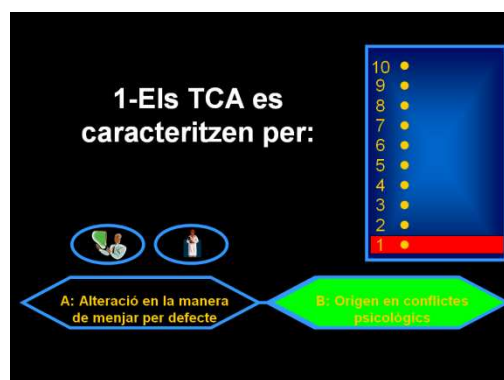 1-Els TCA es
caracteritzen per:
10
9
8
7
6
5
4
3
2
1
A: Alteració en la manera
de menjar per defecte
B: Origen en conflictes
psicològics